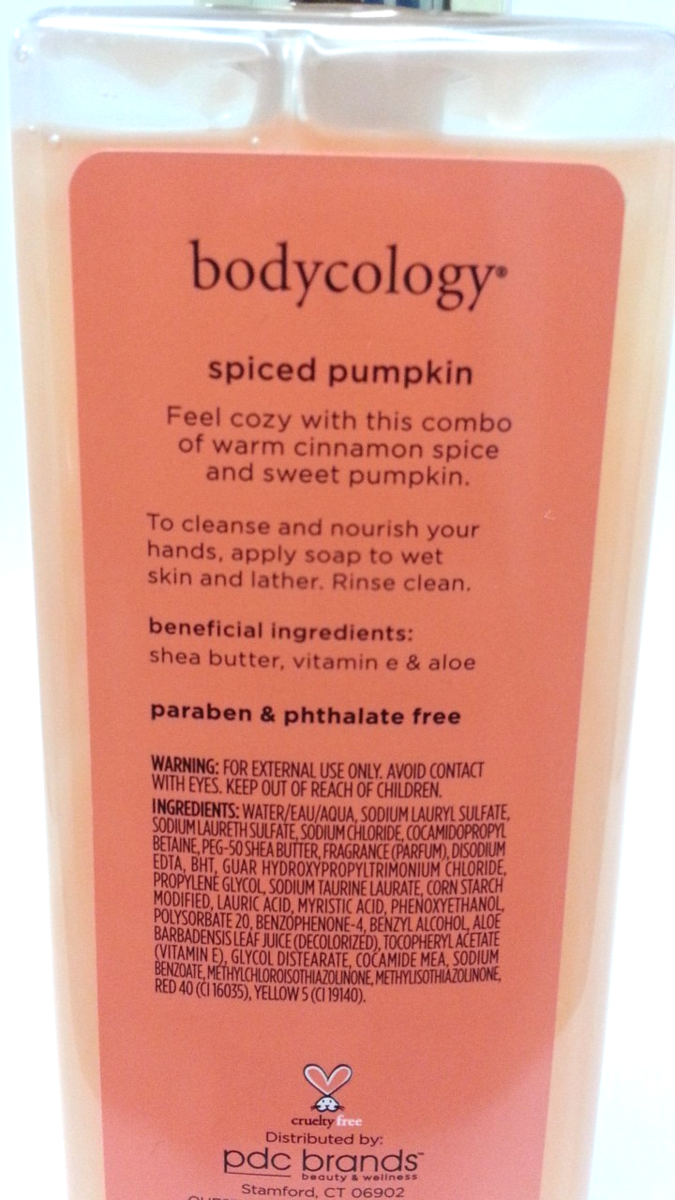 bodycology®
spiced pumpkin
Feel cozy with this combo
of warm cinnamon spice
and sweet pumpkin.
To cleanse and nourish your
hands, apply soap to wet
skin and lather. Rinse clean.
beneficial ingredients:
shea butter, vitamin e & aloe
paraben & phthalate free
WARNING: FOR EXTERNAL USE ONLY. AVOID CONTACT
WITH EYES. KEEP OUT OF REACH OF CHILDREN.
INGREDIENTS: WATER/EAU/AQUA, SODIUM LAURYL SULFATE,
SODIUM LAURETH SULFATE, SODIUM CHLORIDE, COCAMIDOPROPYL
BETAINE, PEG-50 SHEA BUTTER, FRAGRANCE (PARFUM), DISODIUM
EDTA, BHT, GUAR HYDROXYPROPYLTRIMONIUM CHLORIDE,
PROPYLENE GLYCOL, SODIUM TAURINE LAURATE, CORN STARCH
MODIFIED, LAURIC ACID, MYRISTIC ACID, PHENOXYETHANOL,
POLYSORBATE 20, BENZOPHENONE-4, BENZYL ALCOHOL, ALOE
BARBADENSIS LEAF JUICE (DECOLORIZED), TOCOPHERYL ACETATE
(VITAMIN E), GLYCOL DISTEARATE, COCAMIDE MEA, SODIUM
BENZOATE, METHYLCHLOROISOTHIAZOLINONE, METHYLISOTHIAZOLINONE,
RED 40 (CI 16035), YELLOW 5 (CI 19140).
crueltyfree
Distributed by:
pdc brands™
beauty & wellness
Stamford, CT 06902